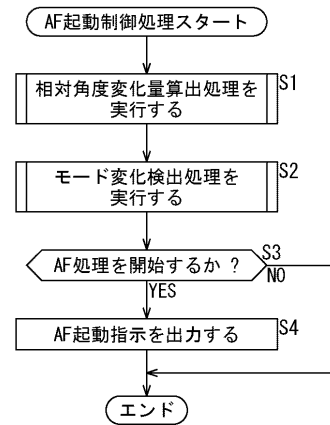 AF起動制御処理スタート
相対角度変化量算出処理を
実行する
S1
モード変化検出処理を
実行する
S2
AF処理を開始するか ?
S3
NO
YES
AF起動指示を出力する
S4
エンド